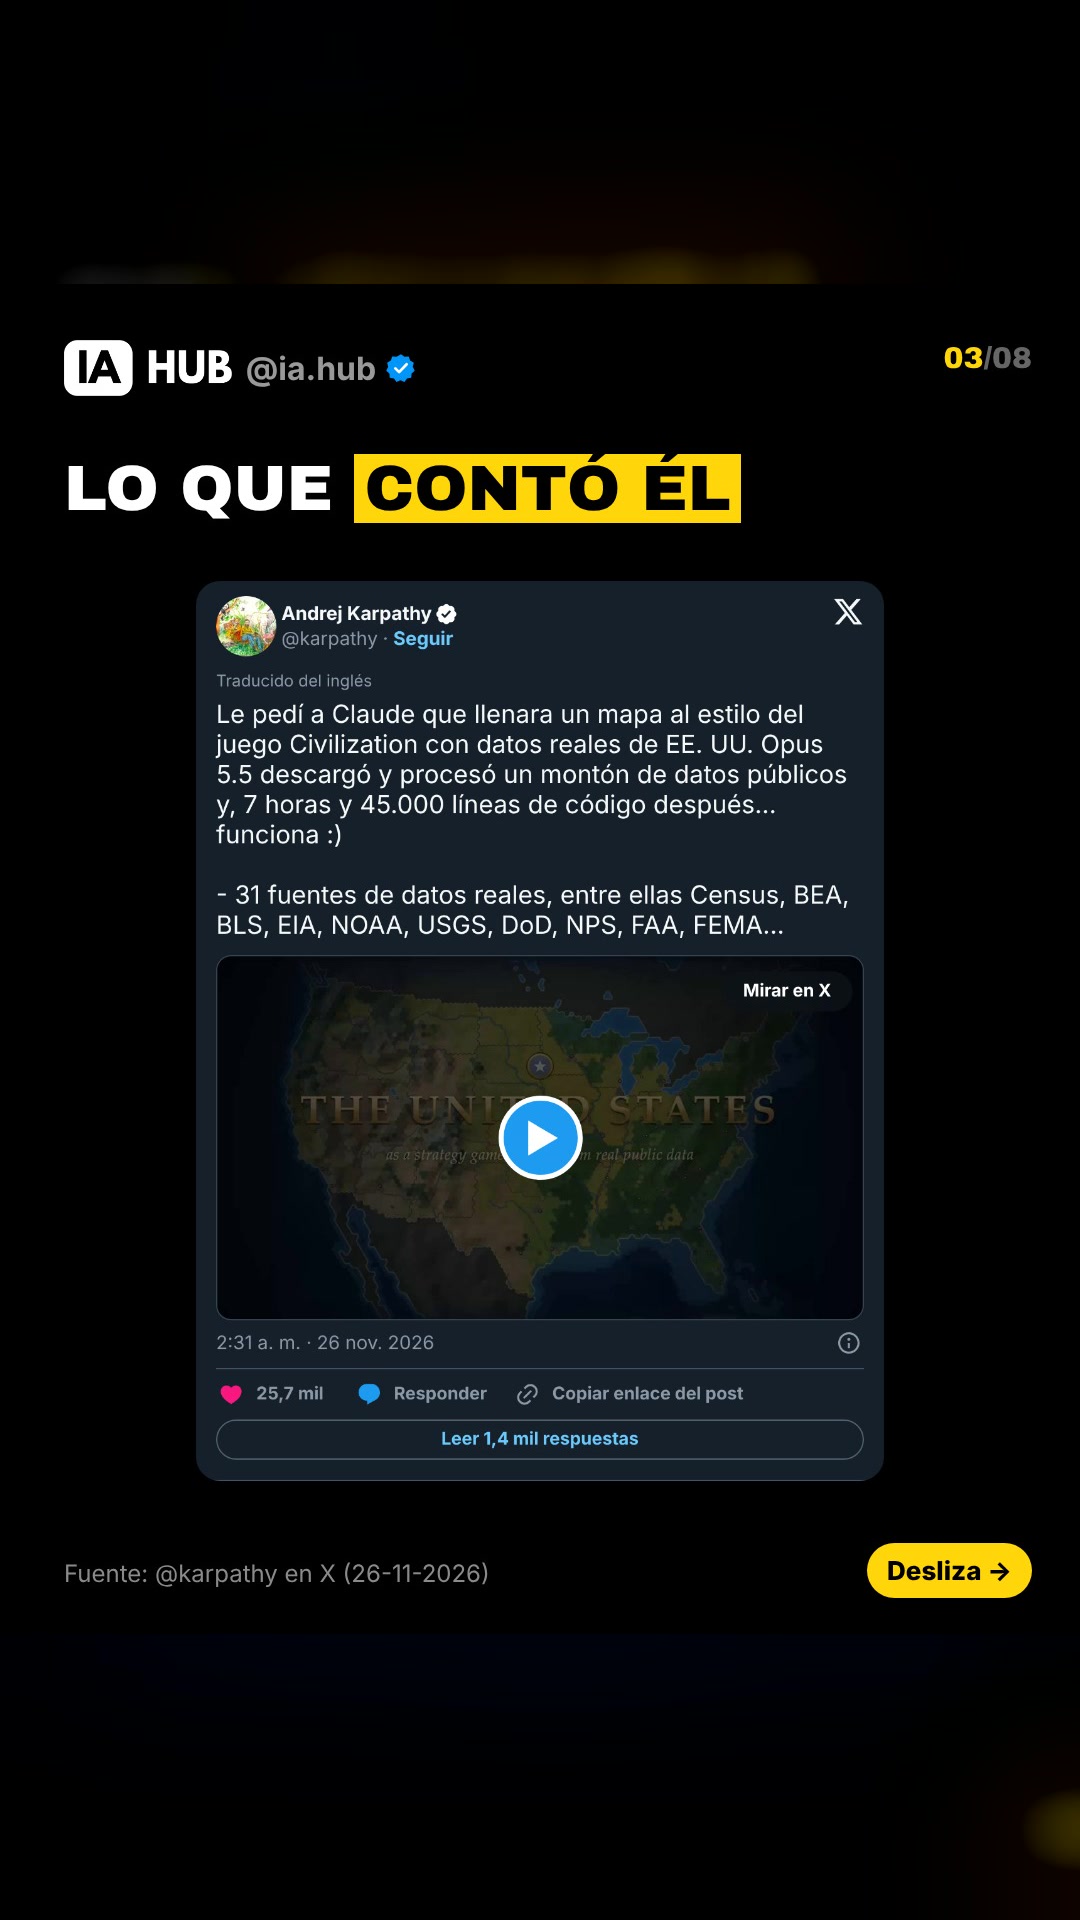 IA HUB @ia.hub
03/08
LO QUE CONTÓ ÉL
Andrej Karpathy
@karpathy · Seguir
Traducido del inglés
Le pedí a Claude que llenara un mapa al estilo del
juego Civilization con datos reales de EE. UU. Opus
5.5 descargó y procesó un montón de datos públicos
y, 7 horas y 45.000 líneas de código después...
funciona :)
- 31 fuentes de datos reales, entre ellas Census, BEA,
BLS, EIA, NOAA, USGS, DoD, NPS, FAA, FEMA...
Mirar en X
THE UNITED STATES
as a strategy game real public data
2:31 a. m. · 26 nov. 2026
25,7 mil Responder Copiar enlace del post
Leer 1,4 mil respuestas
Fuente: @karpathy en X (26-11-2026)
Desliza →